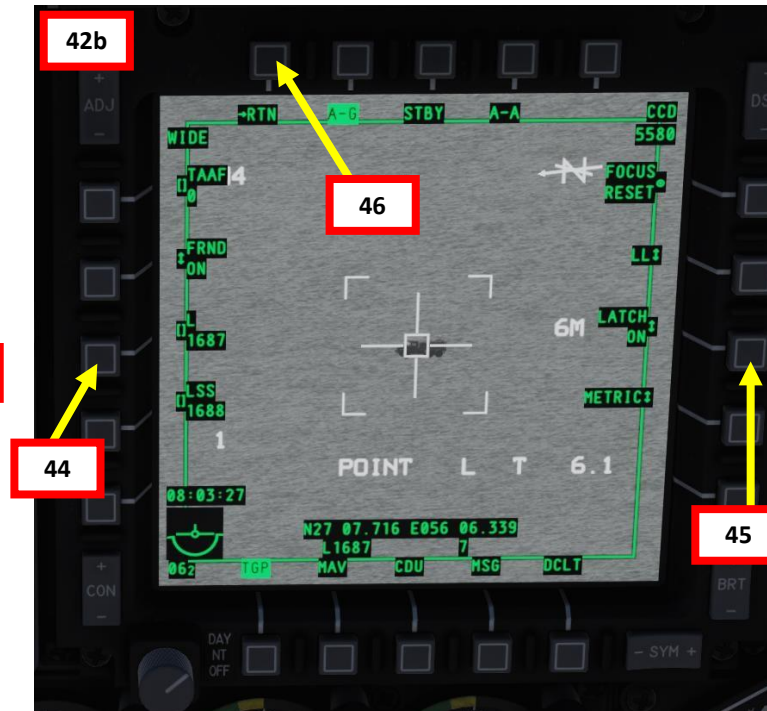 42b
+
ADJ
-
DS
→RTN A-G STBY A-A CCD
WIDE 5580
TAAF 4
0
FOCUS
RESET
46
FRND
ON
LL↕
L
1687
6M
LATCH
ON
LSS
1688
METRIC↕
1
44
POINT L T 6.1
08:03:27
N27 07.716 E056 06.339
L1687 7
45
062 TGP MAV CDU MSG DCLT
+
CON
-
BRT
DAY
NT
OFF
- SYM +